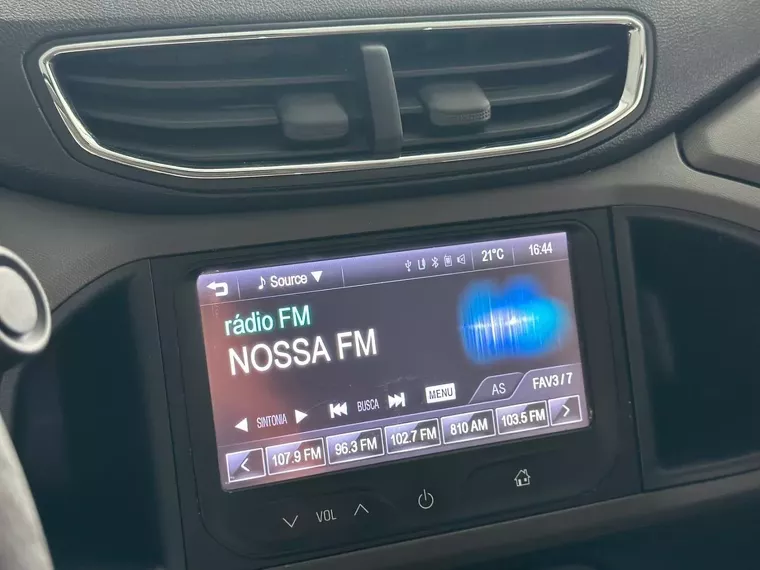 Source 21°C 16:44
rádio FM
NOSSA FM
SINTONIA BUSCA MENU AS FAV3 / 7
107.9 FM 96.3 FM 102.7 FM 810 AM 103.5 FM
VOL